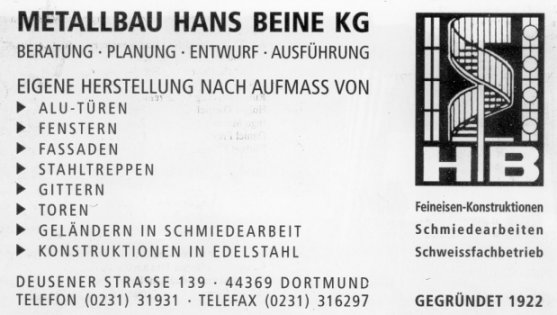 METALLBAU HANS BEINE KG
BERATUNG · PLANUNG · ENTWURF · AUSFÜHRUNG
EIGENE HERSTELLUNG NACH AUFMASS VON
▶ ALU-TÜREN
▶ FENSTERN
▶ FASSADEN
▶ STAHLTREPPEN
▶ GITTERN
▶ TOREN
▶ GELÄNDERN IN SCHMIEDEARBEIT
▶ KONSTRUKTIONEN IN EDELSTAHL
DEUSENER STRASSE 139 · 44369 DORTMUND
TELEFON (0231) 31931 · TELEFAX (0231) 316297
HB
Feineisen-Konstruktionen
Schmiedearbeiten
Schweissfachbetrieb
GEGRÜNDET 1922